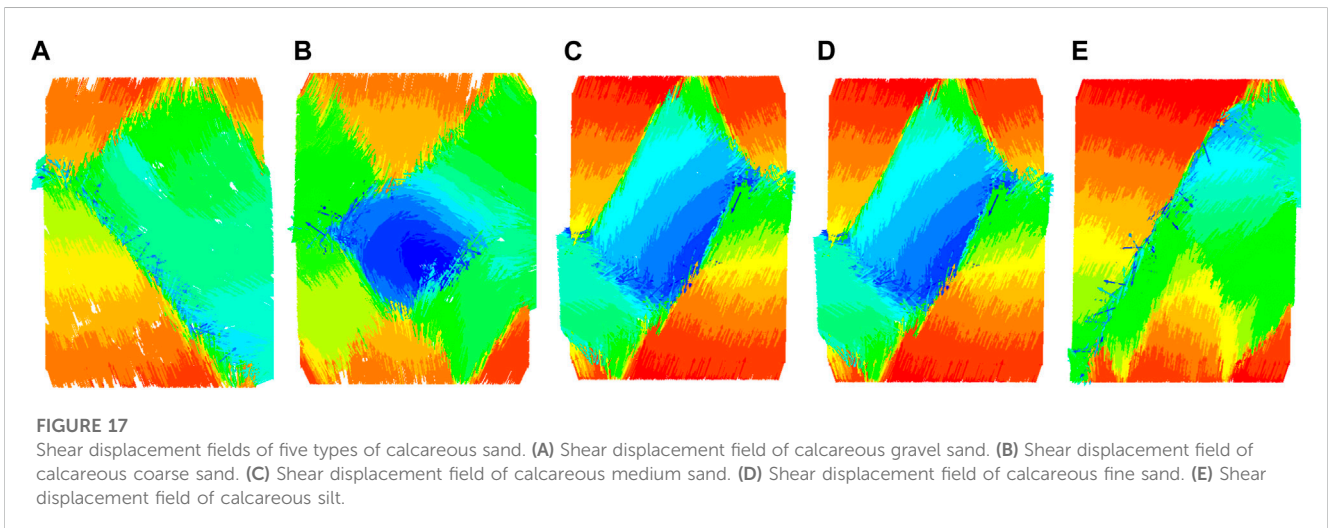 A B C D E
FIGURE 17
Shear displacement fields of five types of calcareous sand. (A) Shear displacement field of calcareous gravel sand. (B) Shear displacement field of
calcareous coarse sand. (C) Shear displacement field of calcareous medium sand. (D) Shear displacement field of calcareous fine sand. (E) Shear
displacement field of calcareous silt.